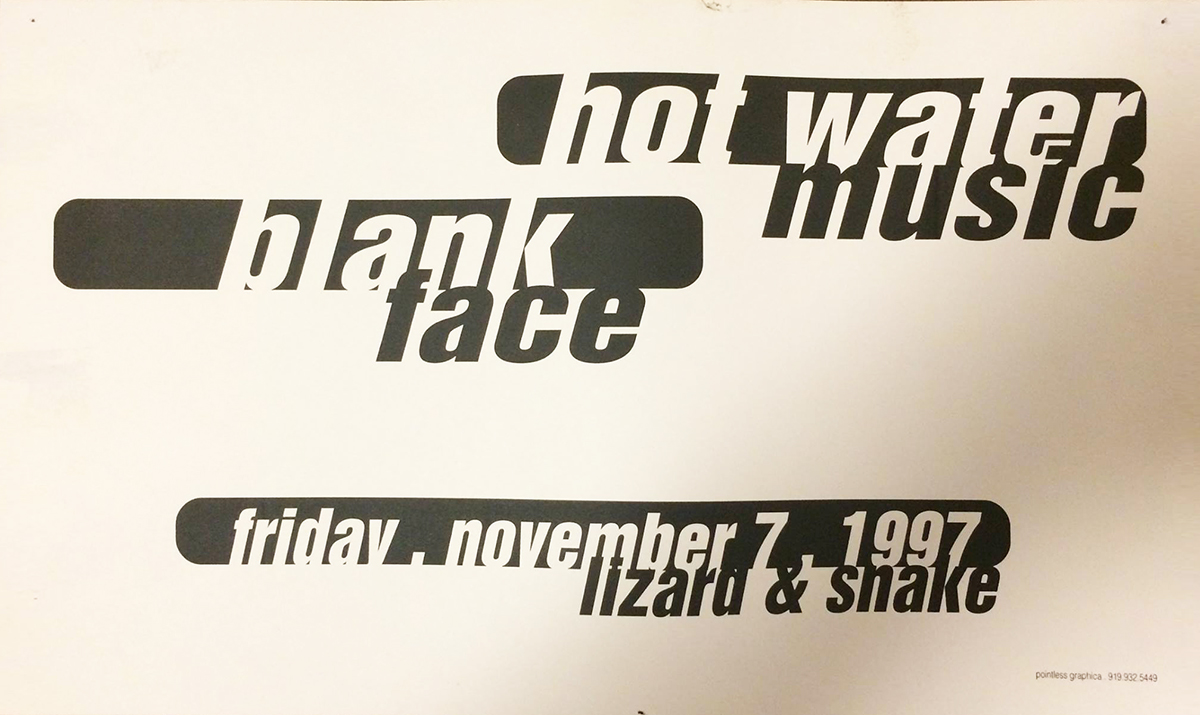 hot water
music
blank
face
friday . november 7 . 1997
lizard & snake
pointless graphica . 919.932.5449